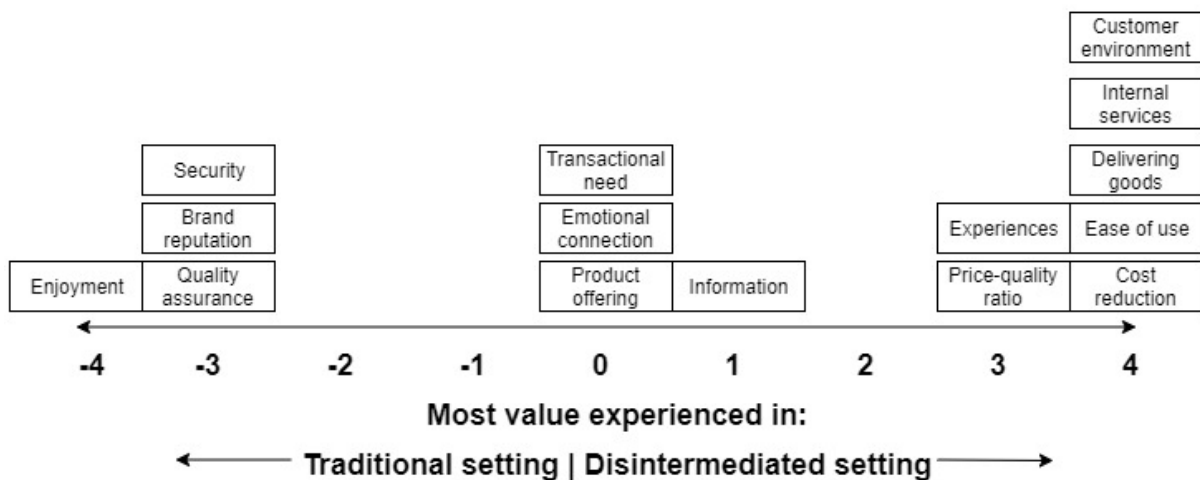 Customer
environment
Internal
services
Security
Transactional
need
Delivering
goods
Brand
reputation
Emotional
connection
Experiences
Ease of use
Enjoyment
Quality
assurance
Product
offering
Information
Price-quality
ratio
Cost
reduction
-4 -3 -2 -1 0 1 2 3 4
Most value experienced in:
Traditional setting | Disintermediated setting